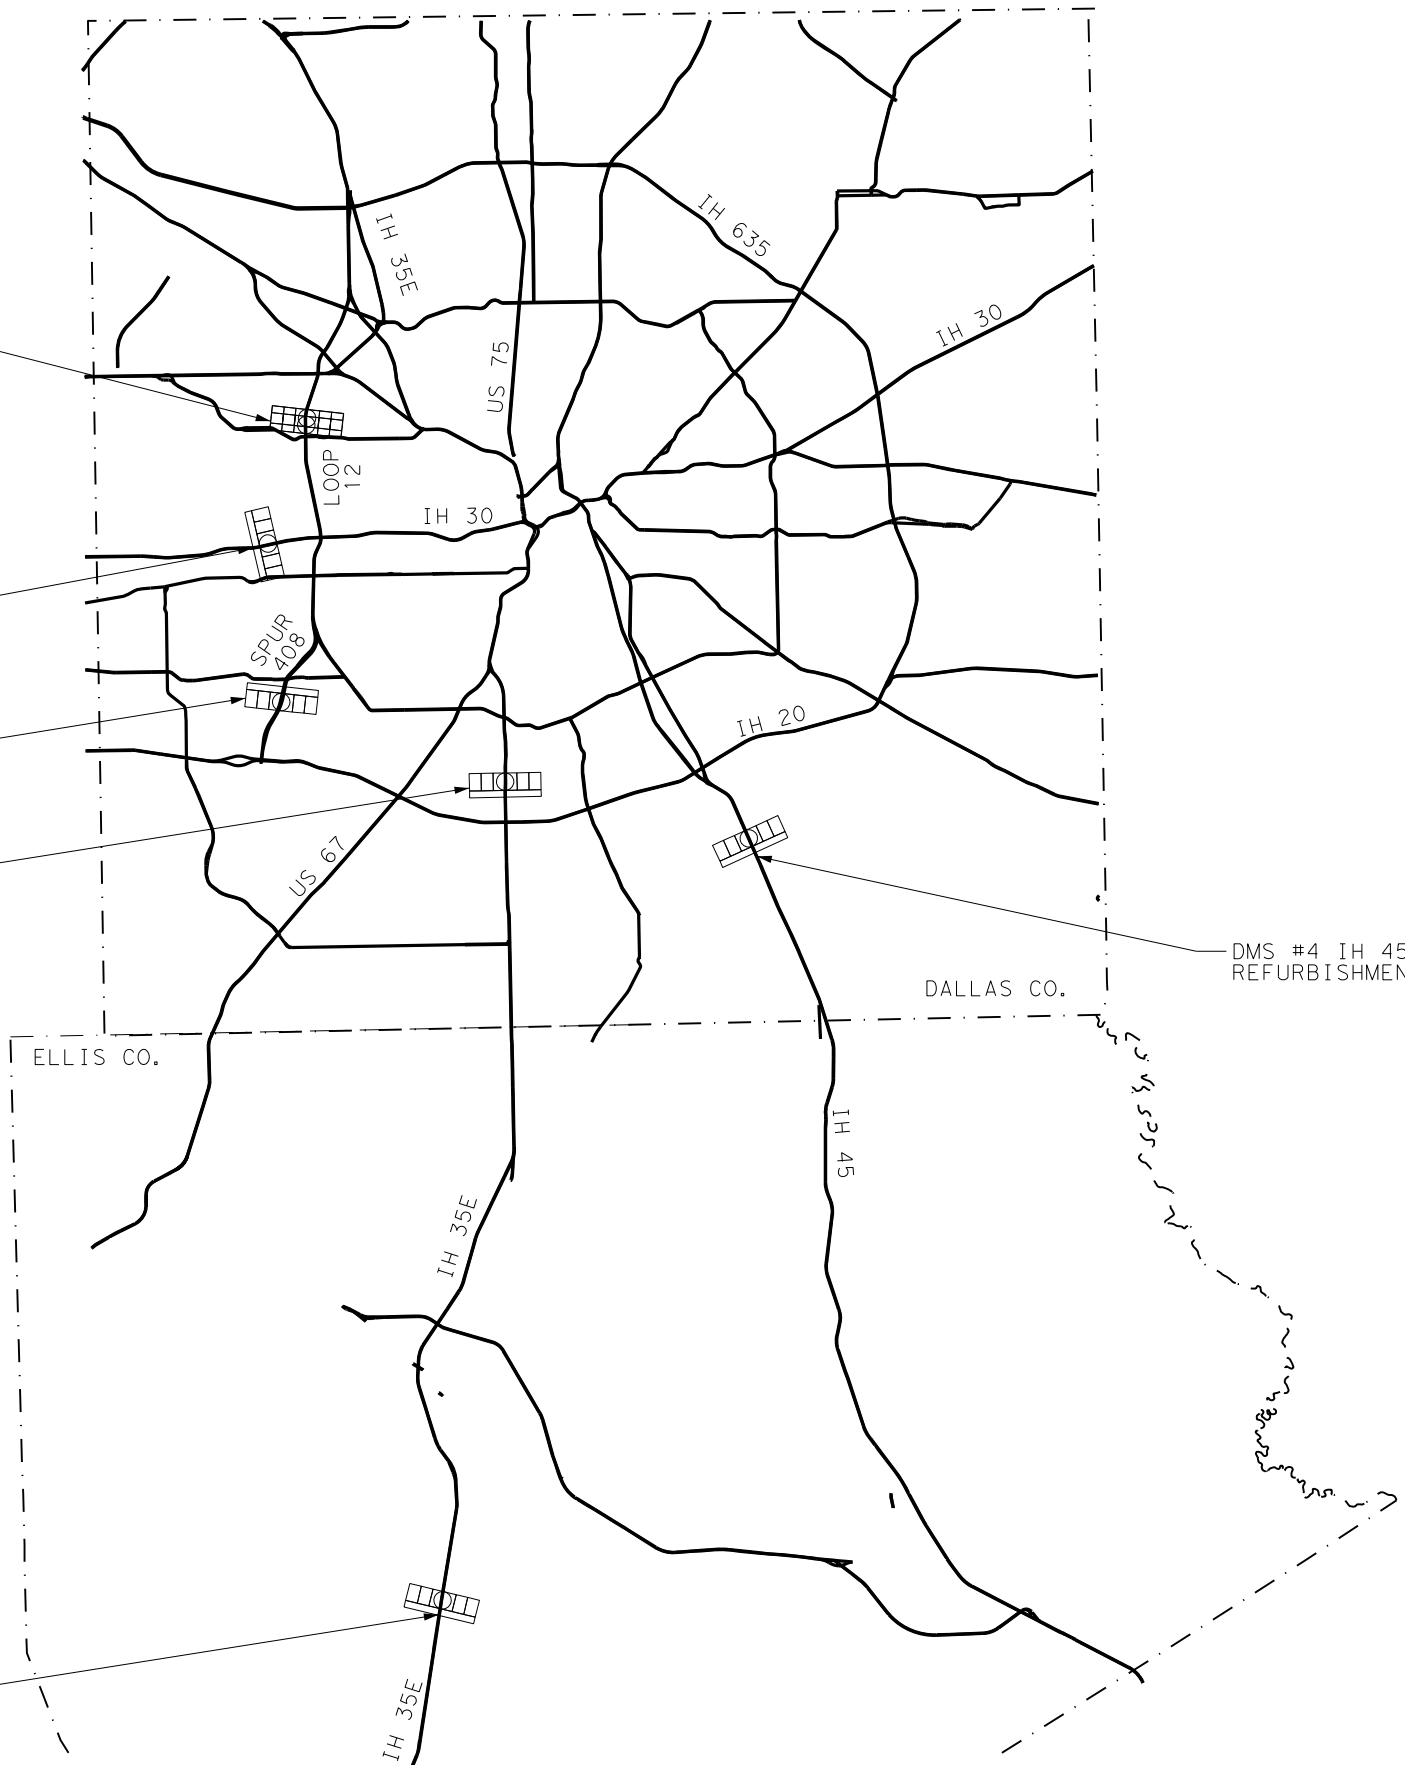 IH 35E
IH 635
IH 30
US 75
LOOP
12
IH 30
SPUR
408
IH 20
US 67
DMS #4 IH 45
REFURBISHMEN
DALLAS CO.
ELLIS CO.
IH 45
IH 35E
IH 35E